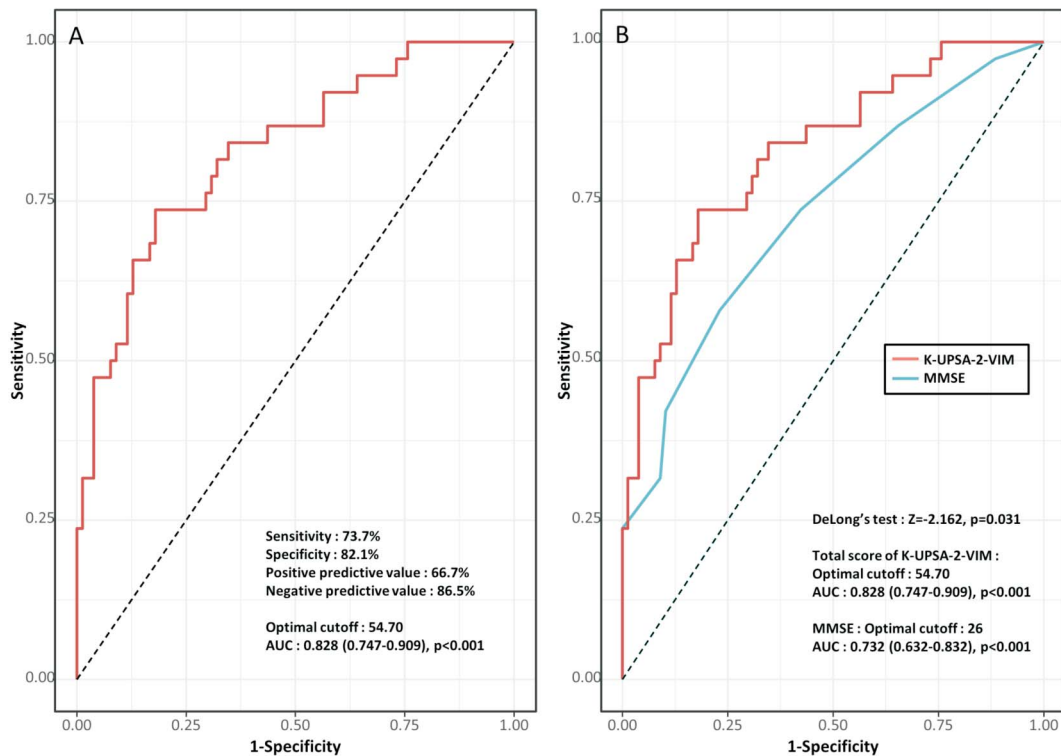 A
1.00
0.75
0.50
0.25
0.00
Sensitivity
Sensitivity : 73.7%
Specificity : 82.1%
Positive predictive value : 66.7%
Negative predictive value : 86.5%
Optimal cutoff : 54.70
AUC : 0.828 (0.747-0.909), p<0.001
0.00 0.25 0.50 0.75 1.00
1-Specificity
B
1.00
0.75
0.50
0.25
0.00
Sensitivity
K-UPSA-2-VIM
MMSE
DeLong's test : Z=-2.162, p=0.031
Total score of K-UPSA-2-VIM :
Optimal cutoff : 54.70
AUC : 0.828 (0.747-0.909), p<0.001
MMSE : Optimal cutoff : 26
AUC : 0.732 (0.632-0.832), p<0.001
0.00 0.25 0.50 0.75 1.00
1-Specificity